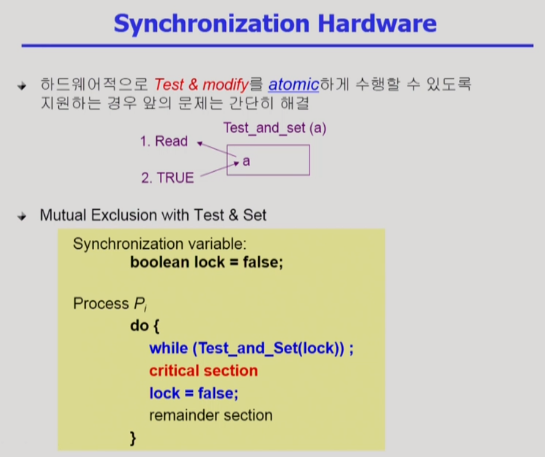 Synchronization Hardware
하드웨어적으로 Test & modify를 atomic하게 수행할 수 있도록
지원하는 경우 앞의 문제는 간단히 해결
Test_and_set (a)
1. Read
a
2. TRUE
Mutual Exclusion with Test & Set
Synchronization variable:
boolean lock = false;
Process Pi
do {
while (Test_and_Set(lock)) ;
critical section
lock = false;
remainder section
}